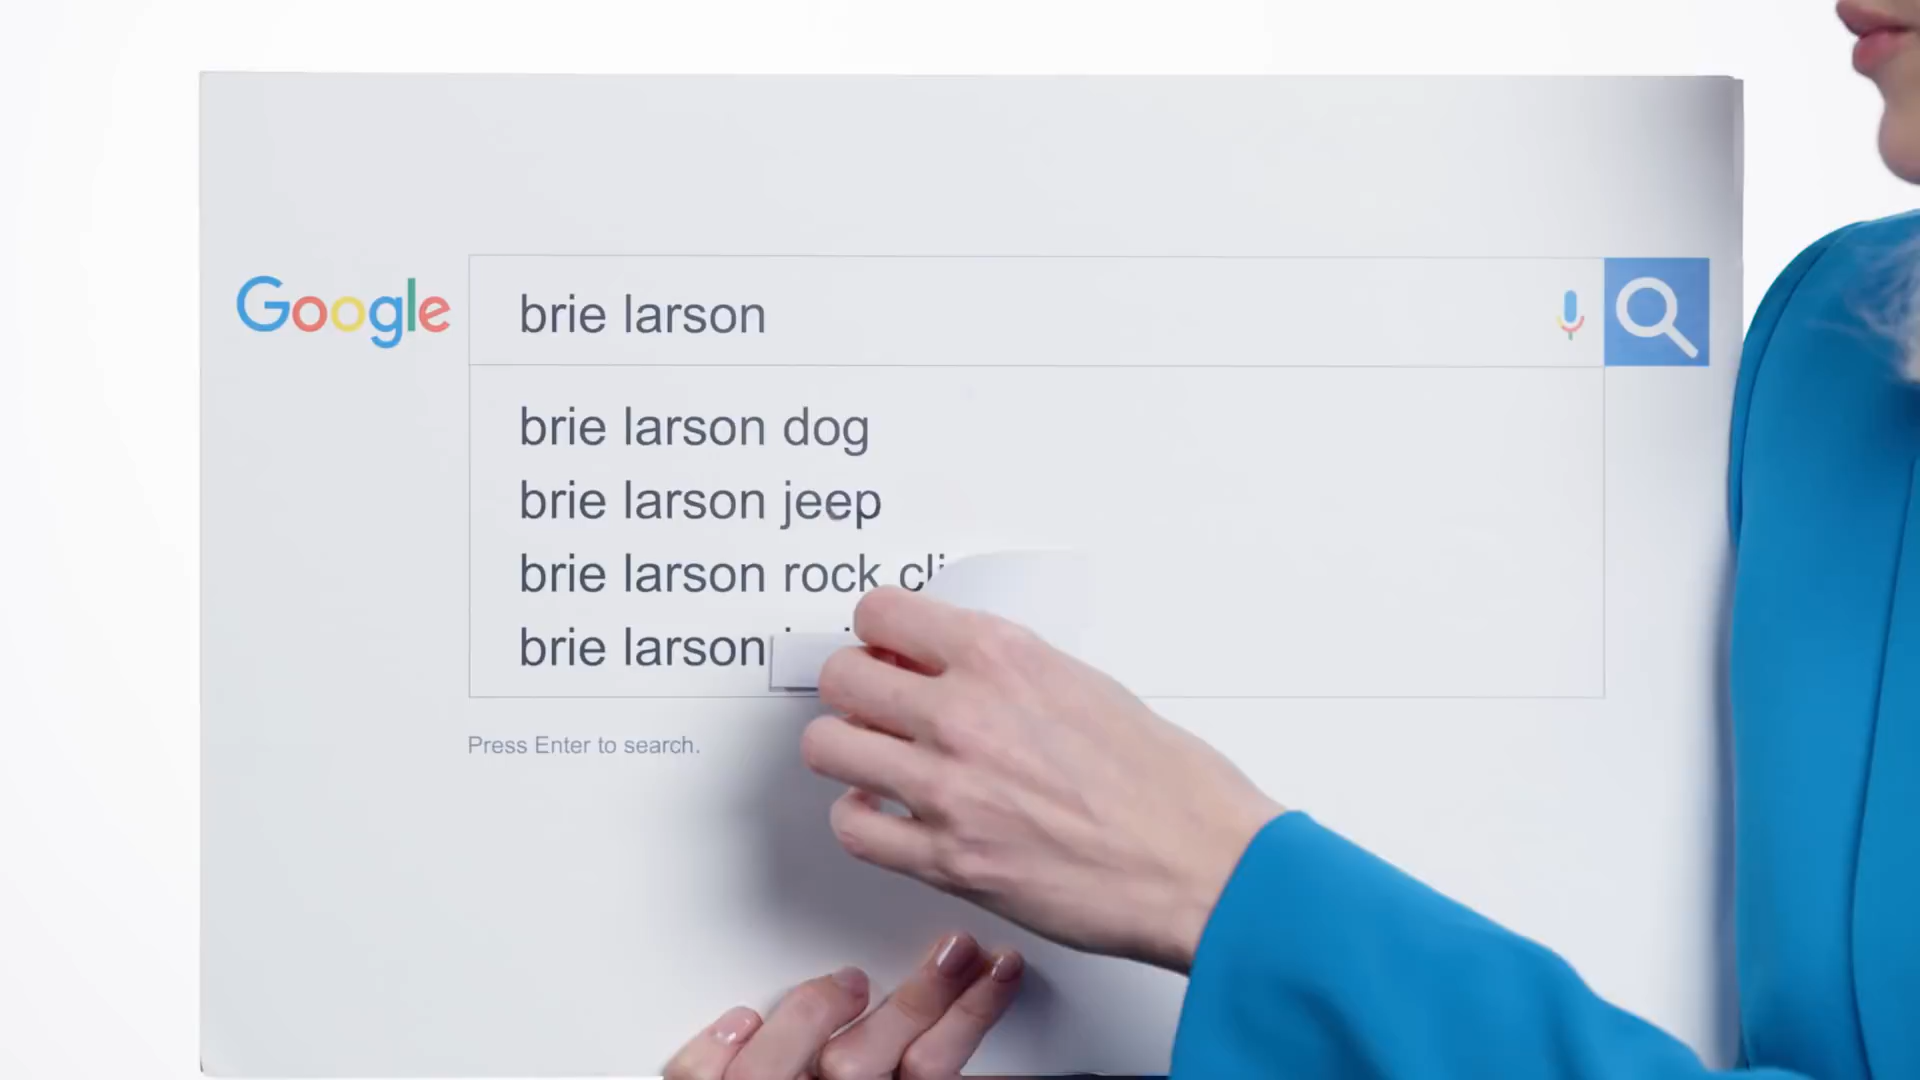 Google
brie larson
brie larson dog
brie larson jeep
brie larson rock
brie larson
Press Enter to search.